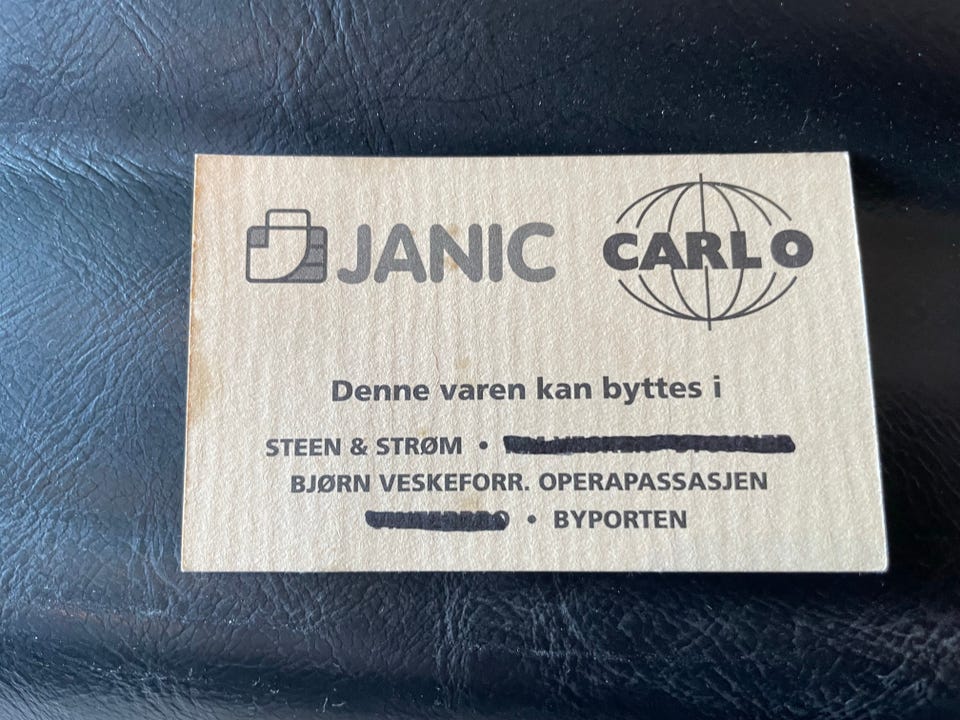 JANIC CARLO
Denne varen kan byttes i
STEEN & STRØM •
BJØRN VESKEFORR. OPERAPASSASJEN
• BYPORTEN